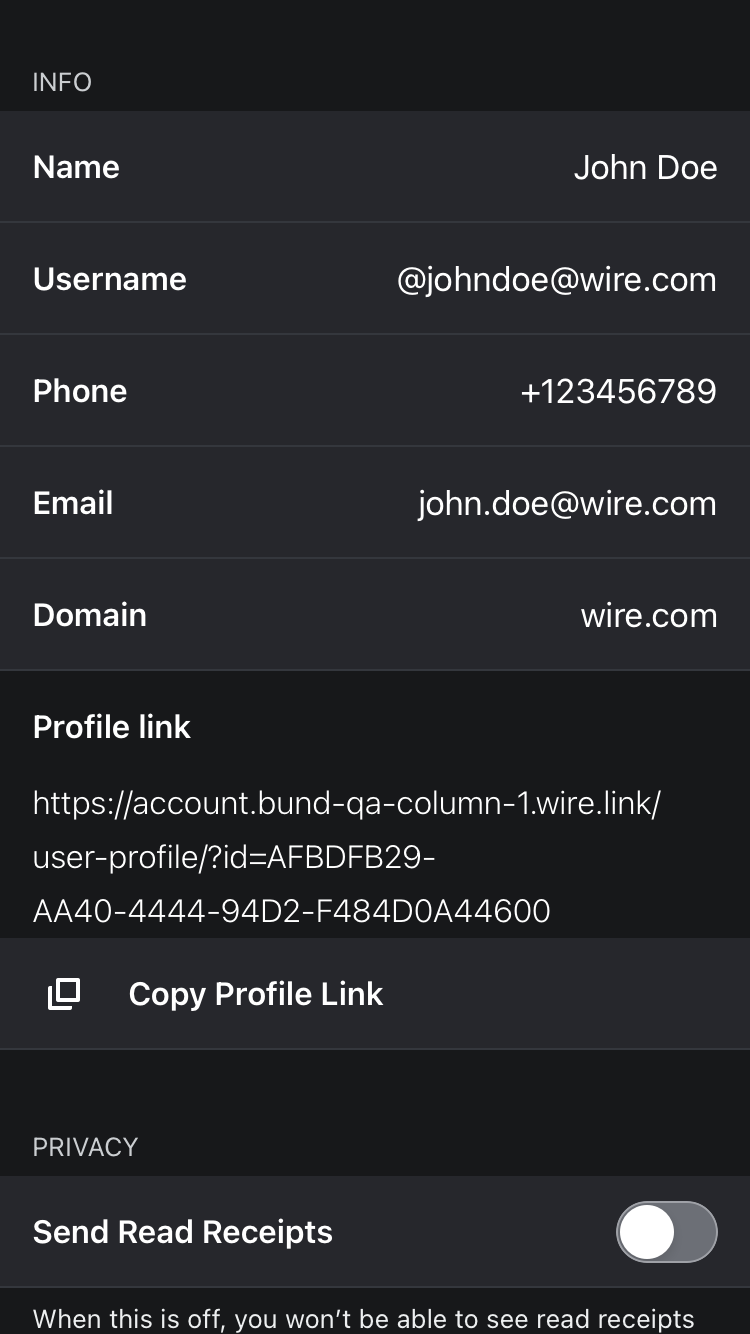 INFO
Name John Doe
Username @johndoe@wire.com
Phone +123456789
Email john.doe@wire.com
Domain wire.com
Profile link
https://account.bund-qa-column-1.wire.link/
user-profile/?id=AFBDFB29-
AA40-4444-94D2-F484D0A44600
Copy Profile Link
PRIVACY
Send Read Receipts
When this is off, you won’t be able to see read receipts